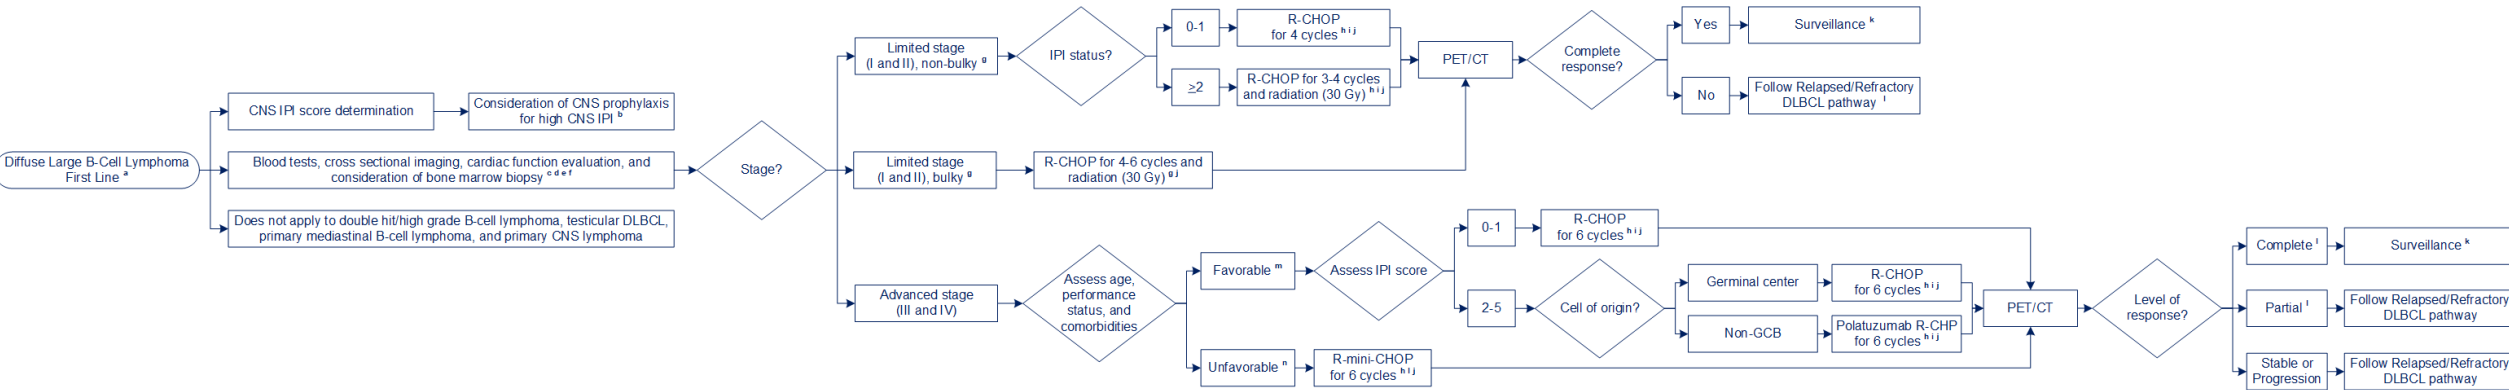 Diffuse Large B-Cell Lymphoma
First Line a
CNS IPI score determination
Consideration of CNS prophylaxis
for high CNS IPI b
Blood tests, cross sectional imaging, cardiac function evaluation, and
consideration of bone marrow biopsy c d e f
Does not apply to double hit/high grade B-cell lymphoma, testicular DLBCL,
primary mediastinal B-cell lymphoma, and primary CNS lymphoma
Stage?
Limited stage
(I and II), non-bulky g
IPI status?
0-1
R-CHOP
for 4 cycles h i j
≥2
R-CHOP for 3-4 cycles
and radiation (30 Gy) h i j
PET/CT
Complete
response?
Yes
Surveillance k
No
Follow Relapsed/Refractory
DLBCL pathway l
Limited stage
(I and II), bulky g
R-CHOP for 4-6 cycles and
radiation (30 Gy) g j
Advanced stage
(III and IV)
Assess age,
performance
status, and
comorbidities
Favorable m
Assess IPI score
0-1
R-CHOP
for 6 cycles h i j
2-5
Cell of origin?
Germinal center
R-CHOP
for 6 cycles h i j
Non-GCB
Polatuzumab R-CHP
for 6 cycles h i j
Unfavorable n
R-mini-CHOP
for 6 cycles h i j
PET/CT
Level of
response?
Complete l
Surveillance k
Partial l
Follow Relapsed/Refractory
DLBCL pathway
Stable or
Progression
Follow Relapsed/Refractory
DLBCL pathway